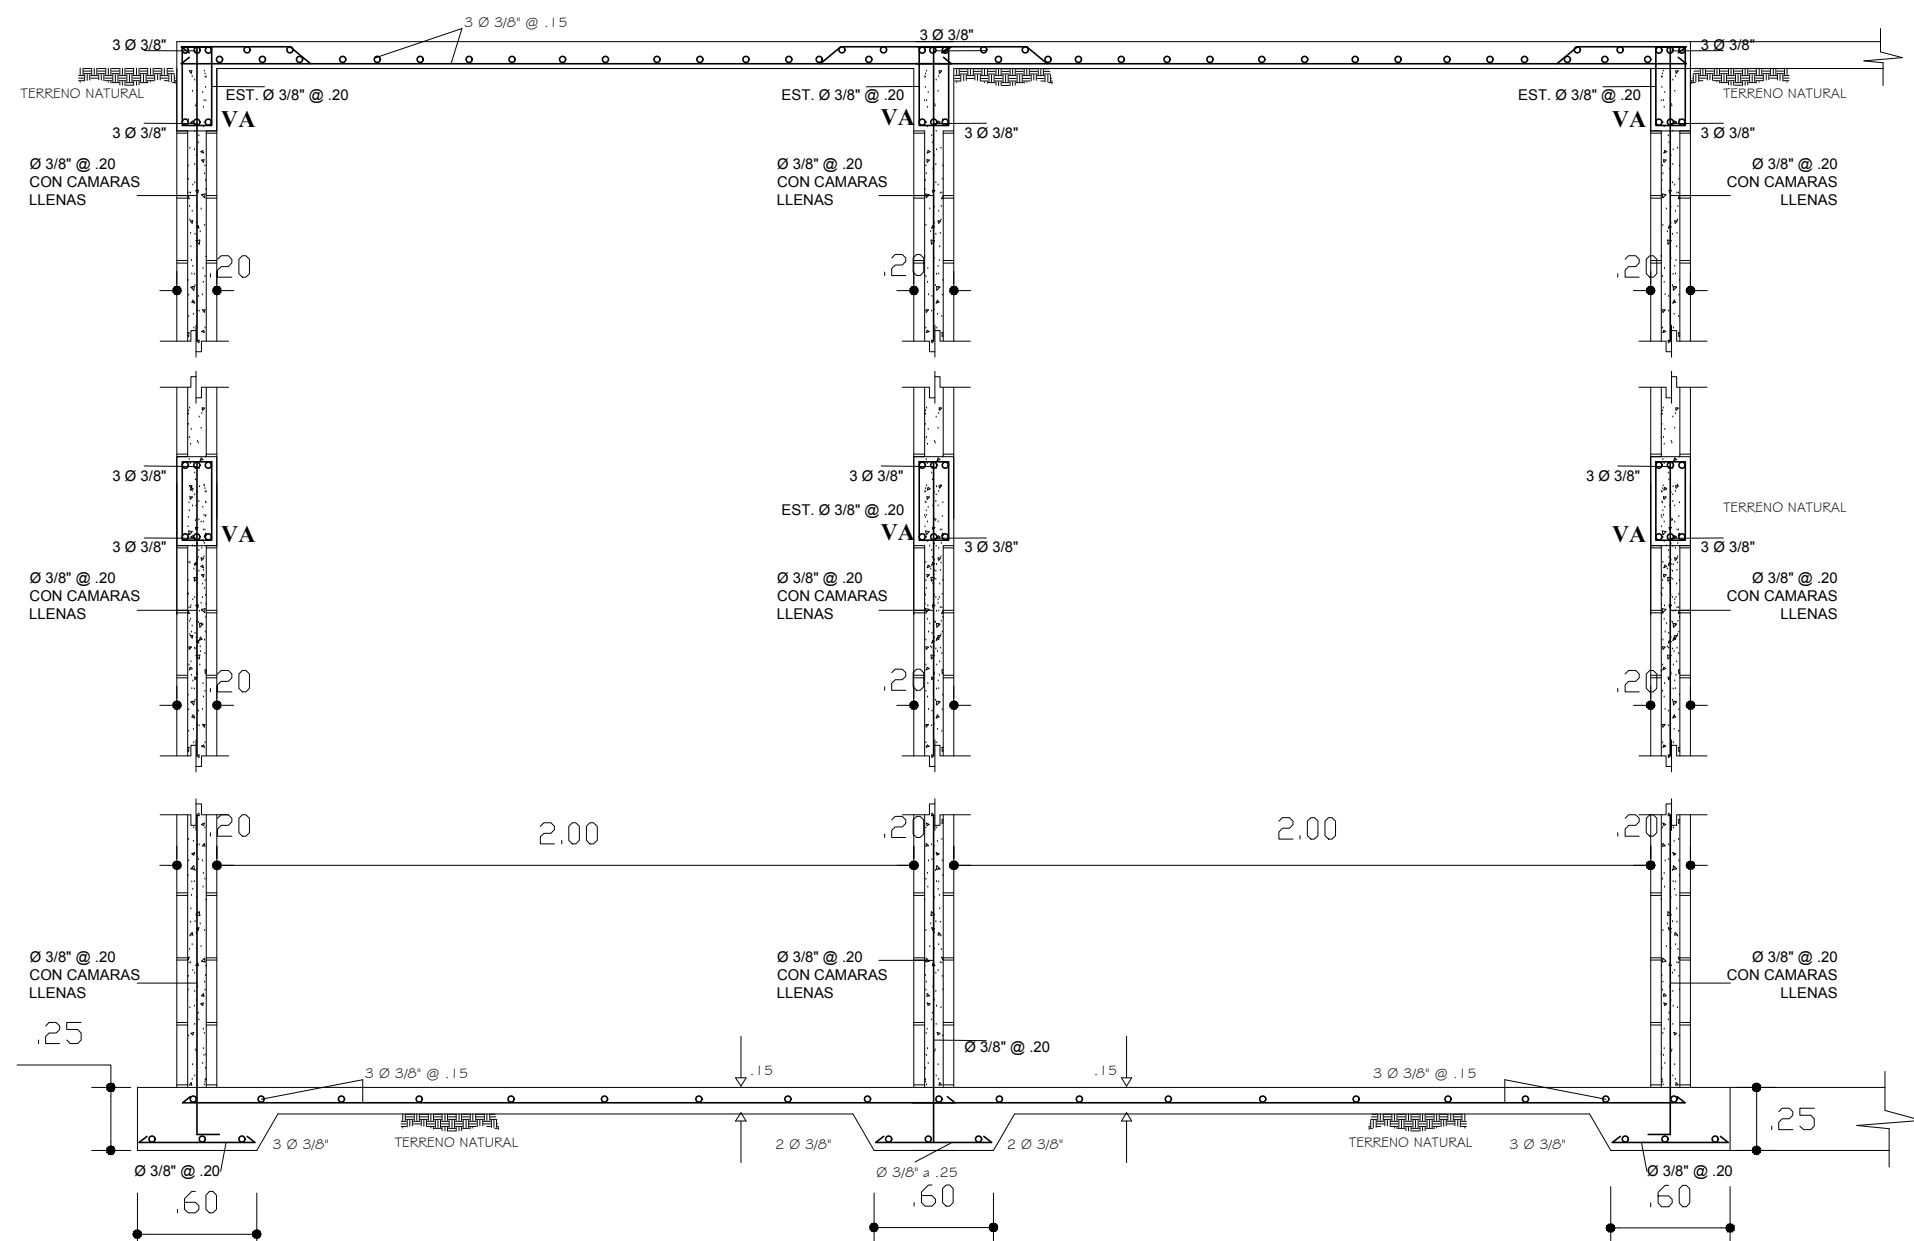 3 Ø 3/8" @ .15
3 Ø 3/8"
3 Ø 3/8"
3 Ø 3/8"
TERRENO NATURAL
EST. Ø 3/8" @ .20
EST. Ø 3/8" @ .20
EST. Ø 3/8" @ .20
TERRENO NATURAL
VA
VA
VA
3 Ø 3/8"
3 Ø 3/8"
3 Ø 3/8"
Ø 3/8" @ .20
CON CAMARAS
LLENAS
Ø 3/8" @ .20
CON CAMARAS
LLENAS
Ø 3/8" @ .20
CON CAMARAS
LLENAS
.20
.20
.20
3 Ø 3/8"
3 Ø 3/8"
3 Ø 3/8"
EST. Ø 3/8" @ .20
TERRENO NATURAL
VA
VA
VA
3 Ø 3/8"
3 Ø 3/8"
3 Ø 3/8"
Ø 3/8" @ .20
CON CAMARAS
LLENAS
Ø 3/8" @ .20
CON CAMARAS
LLENAS
Ø 3/8" @ .20
CON CAMARAS
LLENAS
.20
.20
.20
.20
2.00
.20
2.00
.20
Ø 3/8" @ .20
CON CAMARAS
LLENAS
Ø 3/8" @ .20
CON CAMARAS
LLENAS
Ø 3/8" @ .20
CON CAMARAS
LLENAS
.25
Ø 3/8" @ .20
3 Ø 3/8" @ .15
.15
.15
3 Ø 3/8" @ .15
.25
3 Ø 3/8"
TERRENO NATURAL
2 Ø 3/8"
2 Ø 3/8"
TERRENO NATURAL
3 Ø 3/8"
Ø 3/8" @ .20
Ø 3/8" a .25
Ø 3/8" @ .20
.60
.60
.60